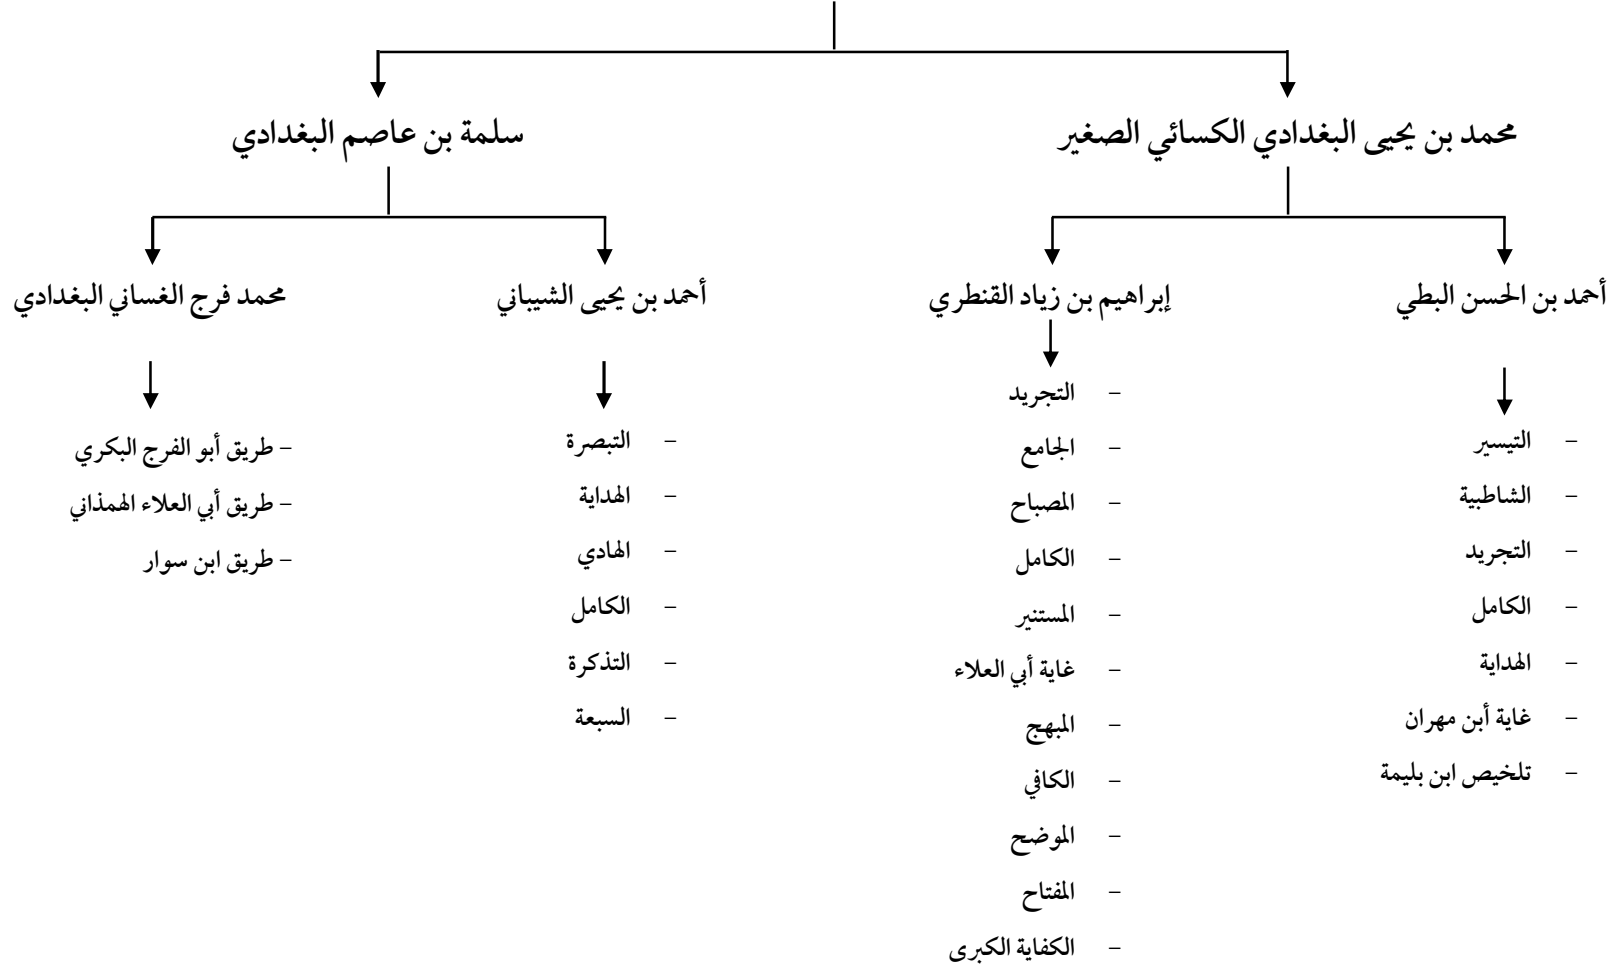 محمد بن يحيى البغدادي الكسائي الصغير
سلمة بن عاصم البغدادي
أحمد بن الحسن البطي
إبراهيم بن زياد القنطري
أحمد بن يحيى الشيباني
محمد فرج الغساني البغدادي
– التيسير
– الشاطبية
– التجريد
– الكامل
– الهداية
– غاية أبن مهران
– تلخيص ابن بليمة
– التجريد
– الجامع
– المصباح
– الكامل
– المستنير
– غاية أبي العلاء
– المبهج
– الكافي
– الموضح
– المفتاح
– الكفاية الكبرى
– التبصرة
– الهداية
– الهادي
– الكامل
– التذكرة
– السبعة
– طريق أبو الفرج البكري
– طريق أبي العلاء الهمذاني
– طريق ابن سوار